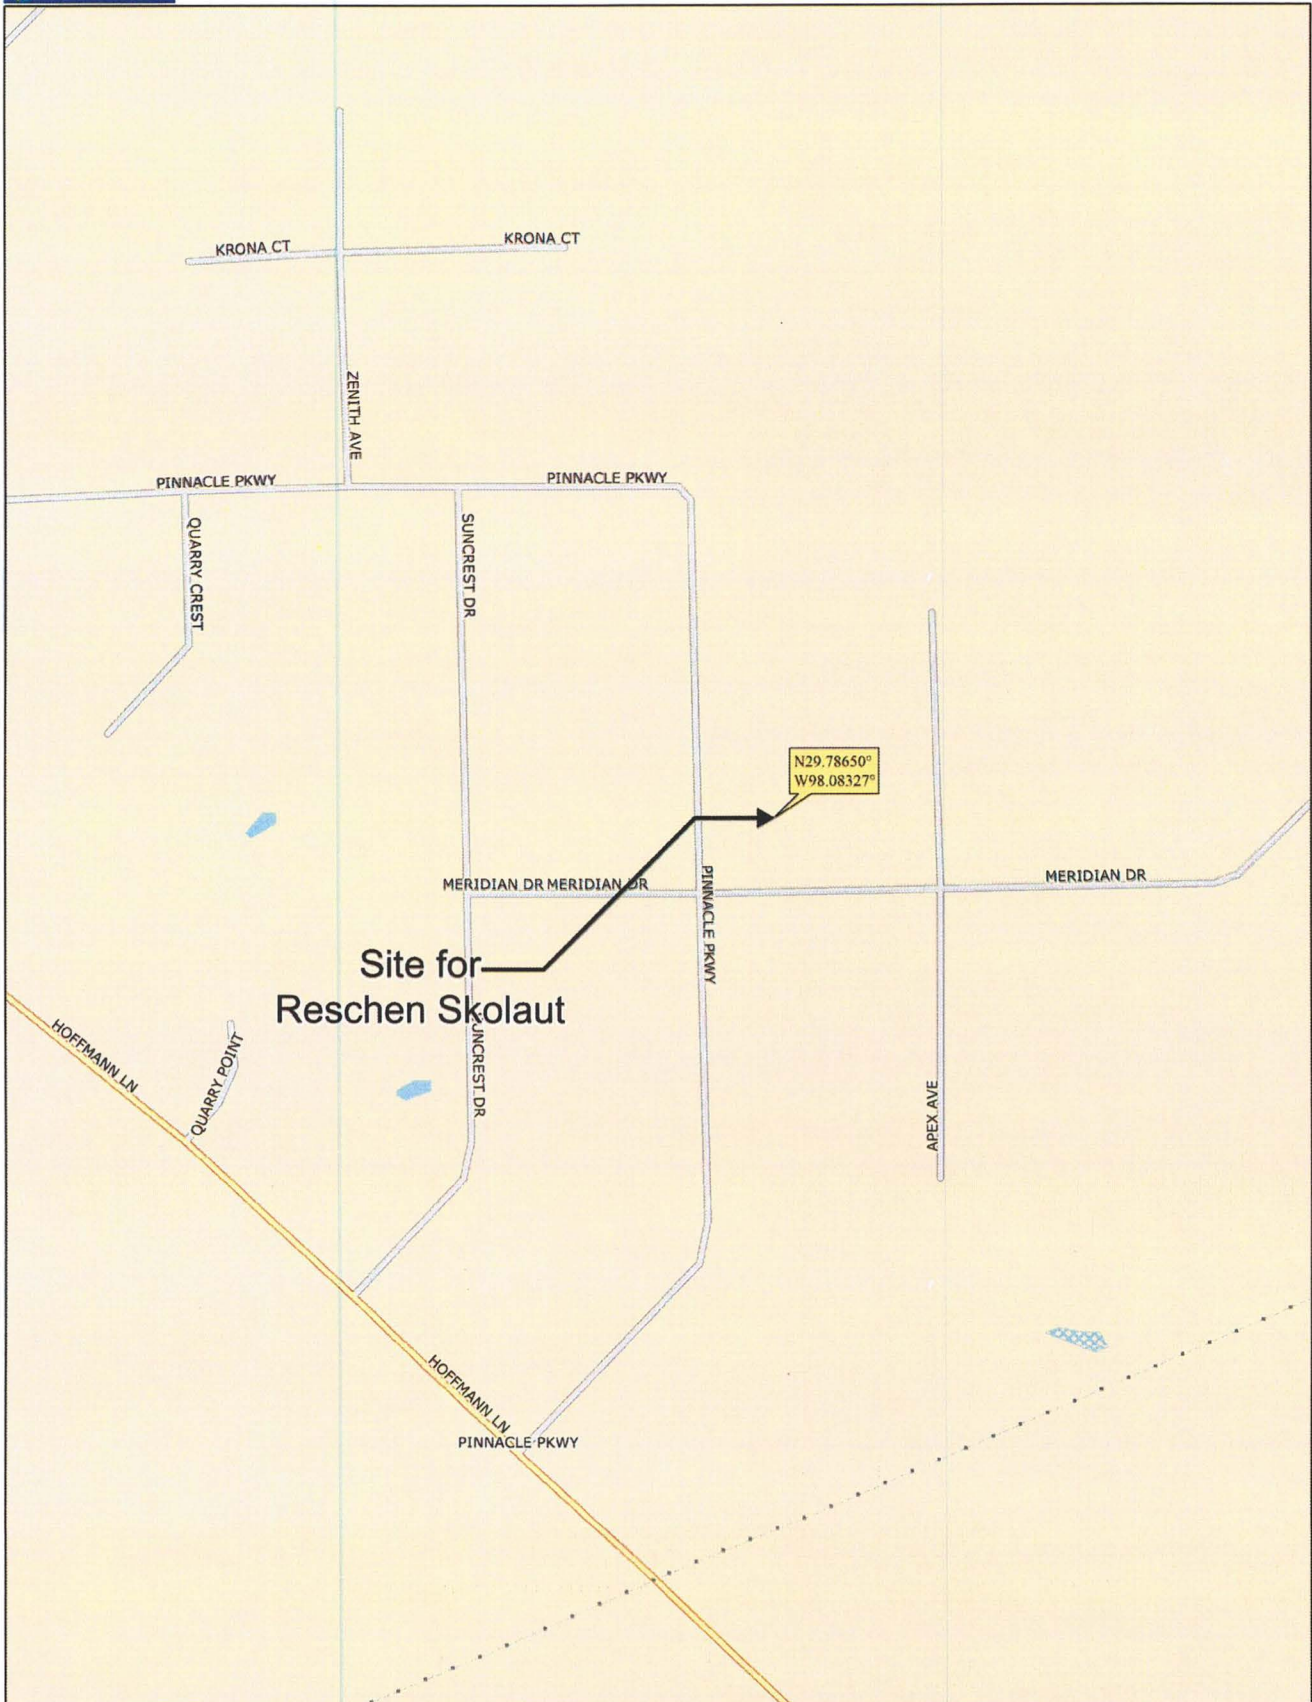 KRONA CT
KRONA CT
ZENITH AVE
PINNACLE PKWY
PINNACLE PKWY
QUARRY CREST
SUNCREST DR
N29.78650°
W98.08327°
MERIDIAN DR MERIDIAN DR
MERIDIAN DR
PINNACLE PKWY
Site for
Reschen Skolaut
HOFFMANN LN
QUARRY POINT
SUNCREST DR
APEX AVE
HOFFMANN LN
PINNACLE PKWY